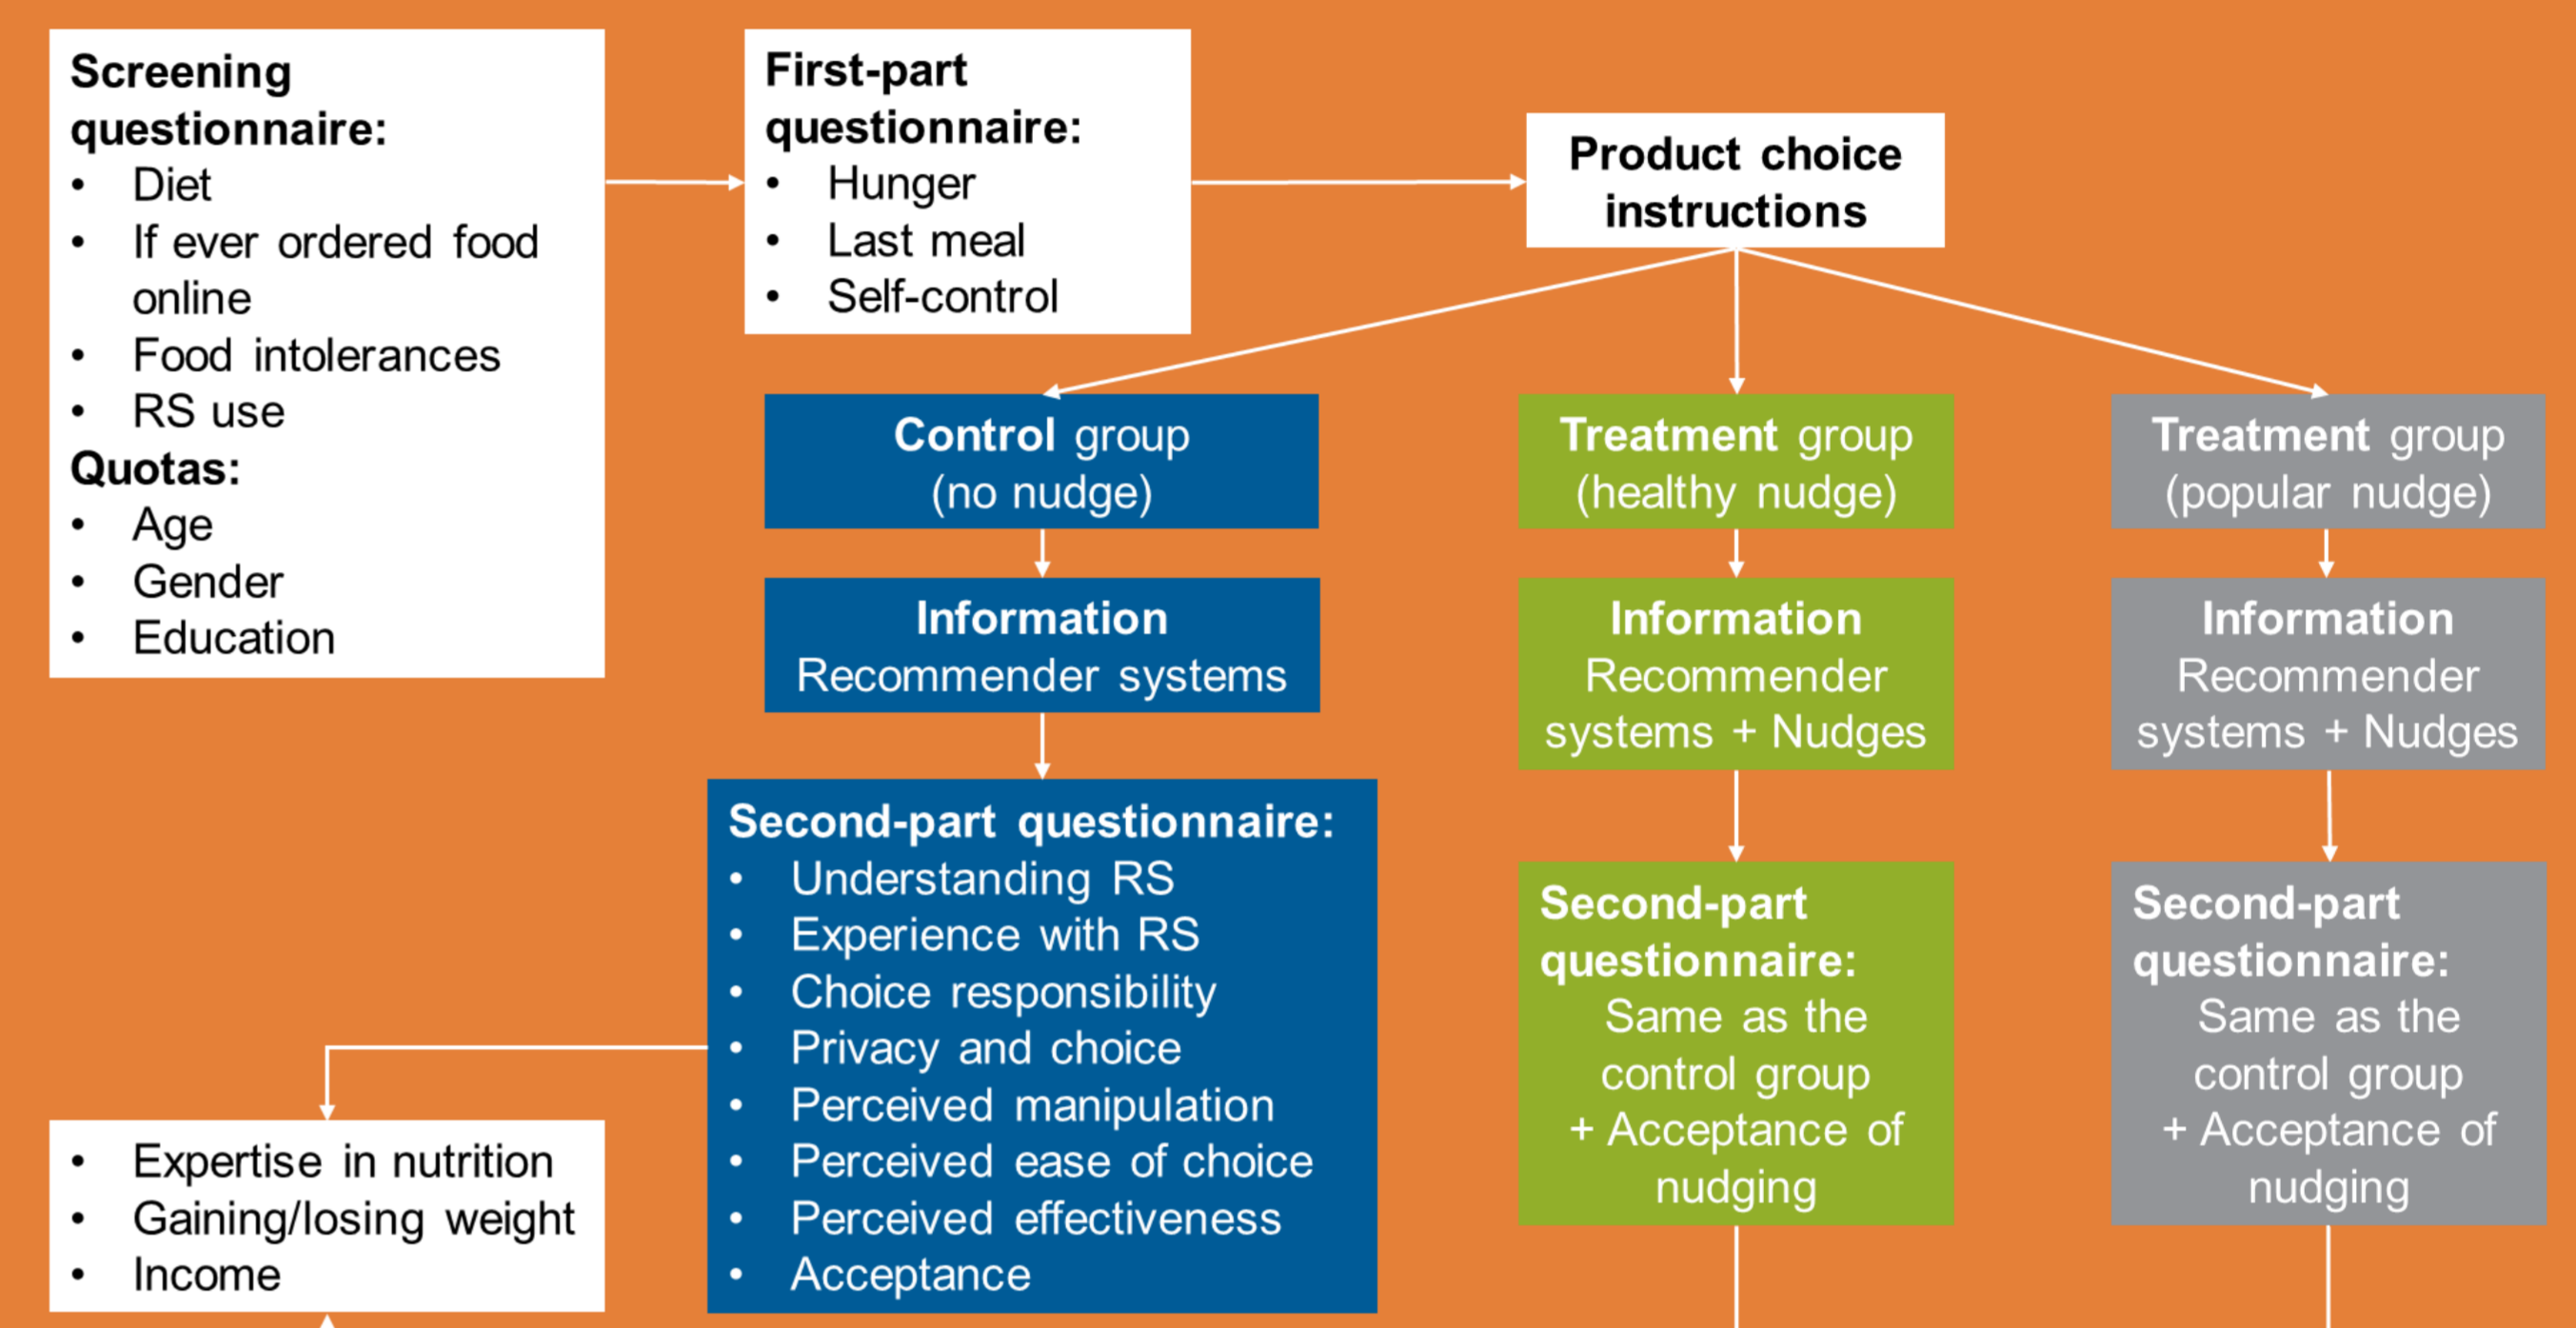 Screening
questionnaire:
• Diet
• If ever ordered food
online
• Food intolerances
• RS use
Quotas:
• Age
• Gender
• Education
First-part
questionnaire:
• Hunger
• Last meal
• Self-control
Product choice
instructions
Control group
(no nudge)
Information
Recommender systems
Second-part questionnaire:
• Understanding RS
• Experience with RS
• Choice responsibility
• Privacy and choice
• Perceived manipulation
• Perceived ease of choice
• Perceived effectiveness
• Acceptance
Treatment group
(healthy nudge)
Information
Recommender
systems + Nudges
Second-part
questionnaire:
Same as the
control group
+ Acceptance of
nudging
Treatment group
(popular nudge)
Information
Recommender
systems + Nudges
Second-part
questionnaire:
Same as the
control group
+ Acceptance of
nudging
• Expertise in nutrition
• Gaining/losing weight
• Income